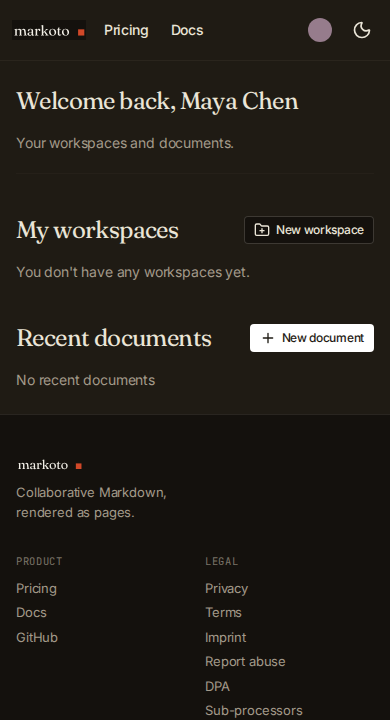 markoto Pricing Docs
Welcome back, Maya Chen
Your workspaces and documents.
My workspaces
New workspace
You don't have any workspaces yet.
Recent documents
New document
No recent documents
markoto
Collaborative Markdown,
rendered as pages.
PRODUCT
Pricing
Docs
GitHub
LEGAL
Privacy
Terms
Imprint
Report abuse
DPA
Sub-processors